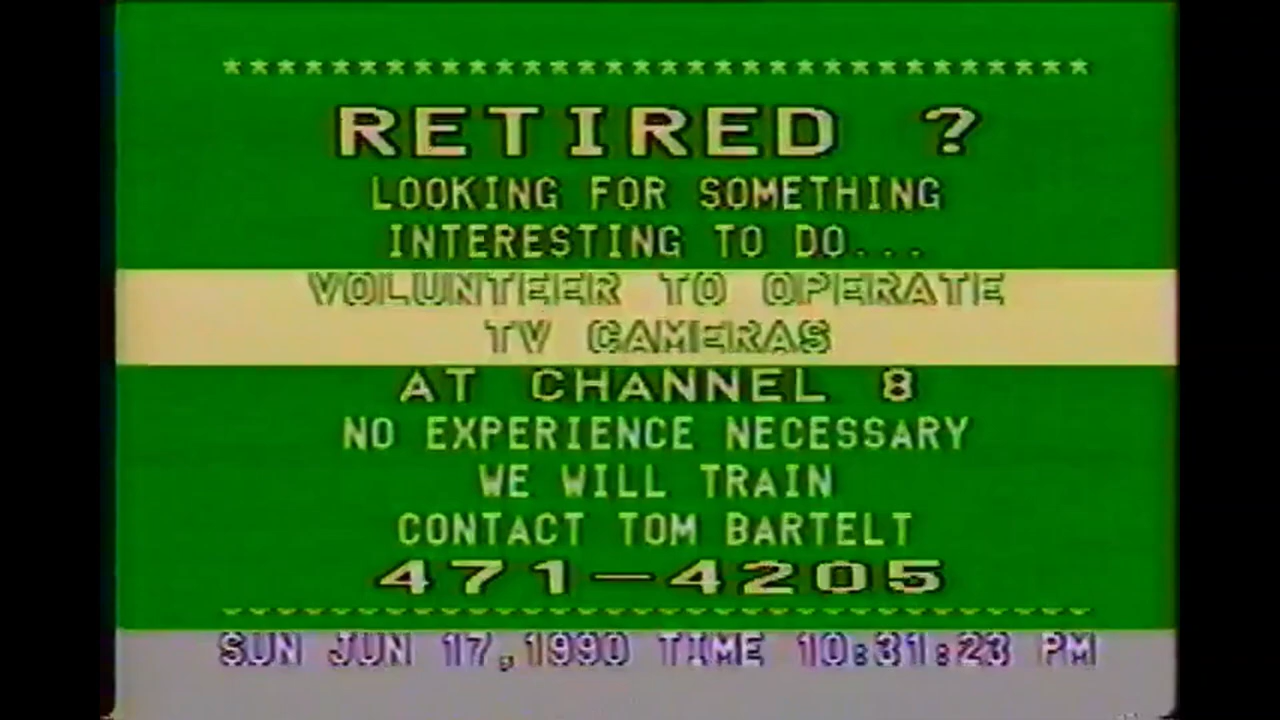 ********************************
RETIRED ?
LOOKING FOR SOMETHING
INTERESTING TO DO...
VOLUNTEER TO OPERATE
TV CAMERAS
AT CHANNEL 8
NO EXPERIENCE NECESSARY
WE WILL TRAIN
CONTACT TOM BARTELT
471-4205
SUN JUN 17,1990 TIME 10:31:23 PM